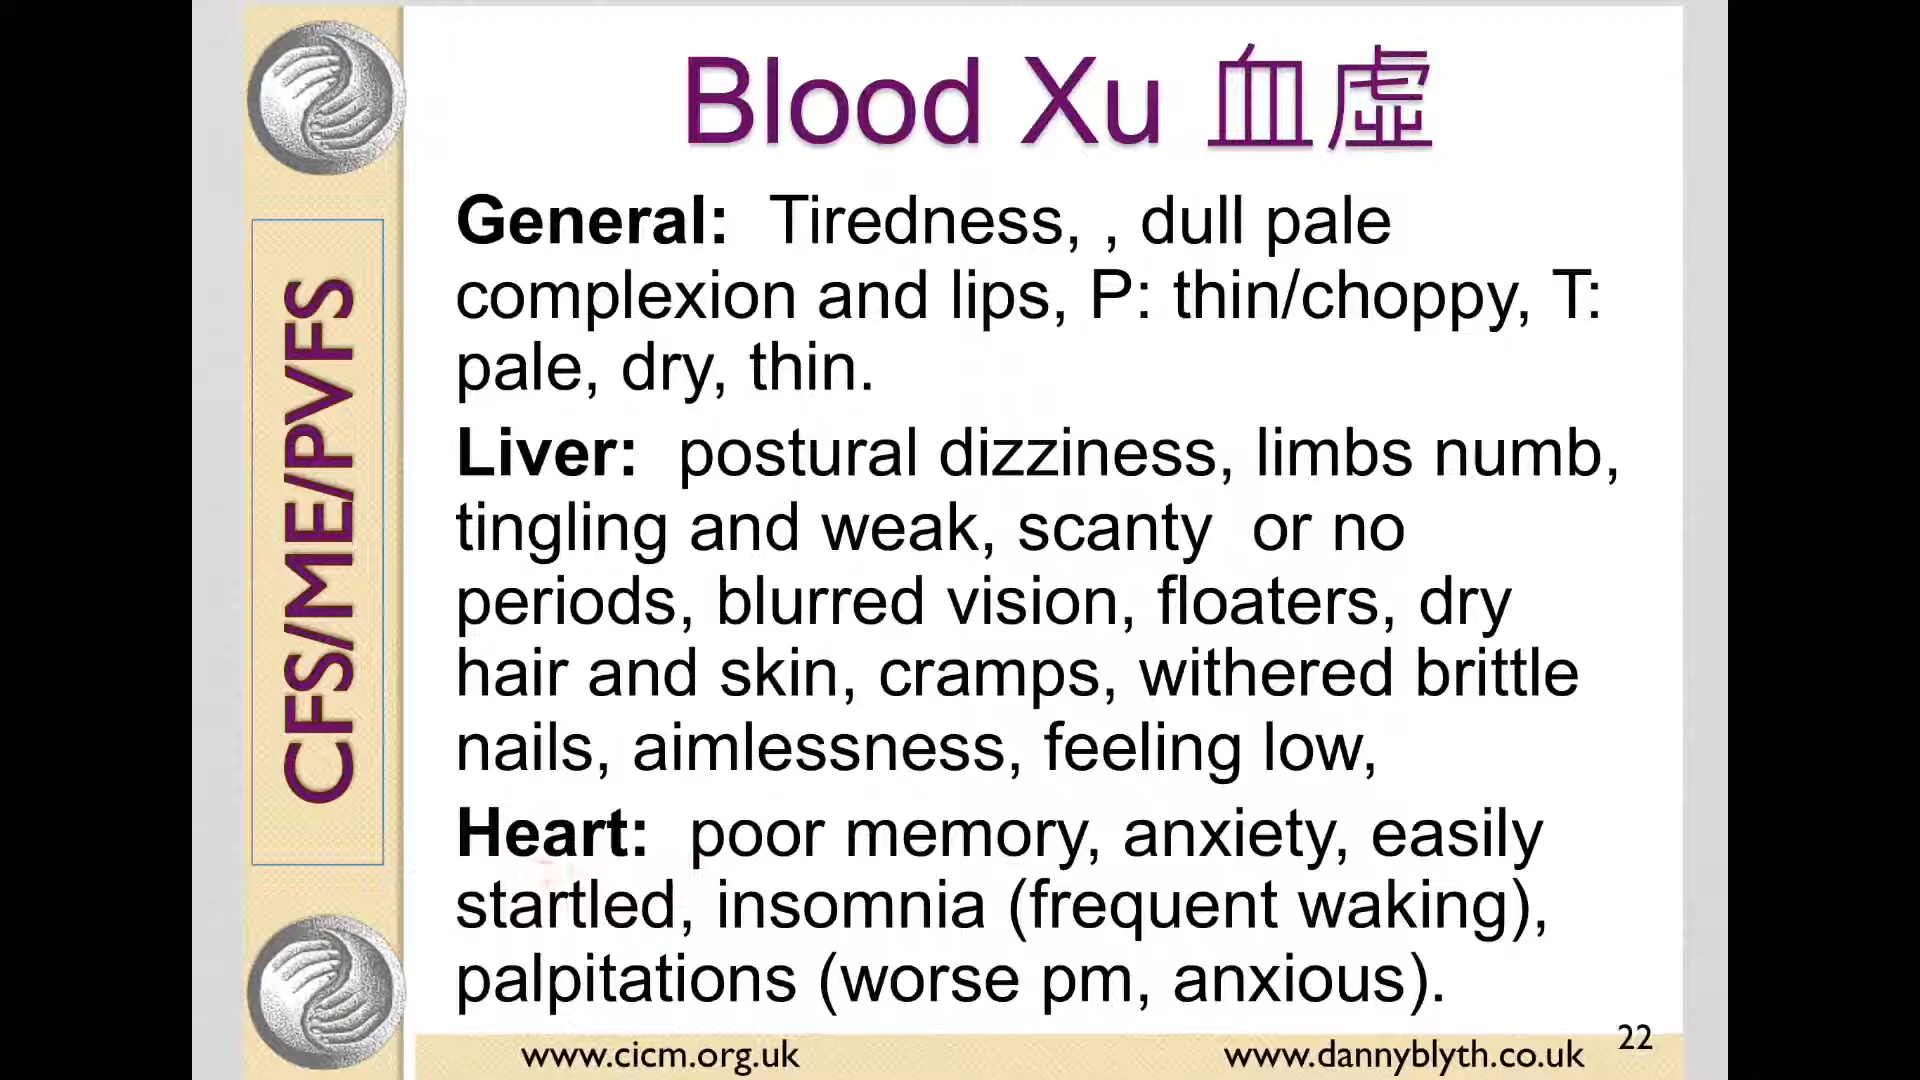 Blood Xu 血虛
General: Tiredness, , dull pale
complexion and lips, P: thin/choppy, T:
pale, dry, thin.
Liver: postural dizziness, limbs numb,
tingling and weak, scanty or no
periods, blurred vision, floaters, dry
hair and skin, cramps, withered brittle
nails, aimlessness, feeling low,
Heart: poor memory, anxiety, easily
startled, insomnia (frequent waking),
palpitations (worse pm, anxious).
CFS/ME/PVFS
www.cicm.org.uk
www.dannyblyth.co.uk
22